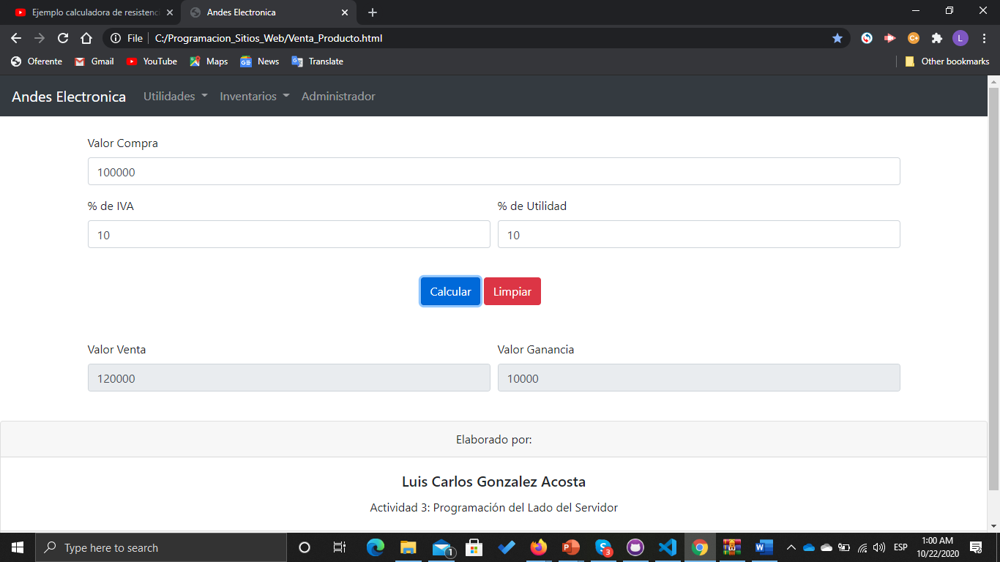 Ejemplo calculadora de resistenci
Andes Electronica
File
C:/Programacion_Sitios_Web/Venta_Producto.html
L
Oferente Gmail YouTube Maps News Translate Other bookmarks
Andes Electronica Utilidades Inventarios Administrador
Valor Compra
100000
% de IVA % de Utilidad
10 10
Calcular Limpiar
Valor Venta Valor Ganancia
120000 10000
Elaborado por:
Luis Carlos Gonzalez Acosta
Actividad 3: Programación del Lado del Servidor
Type here to search
1
3
ESP
1:00 AM
10/22/2020